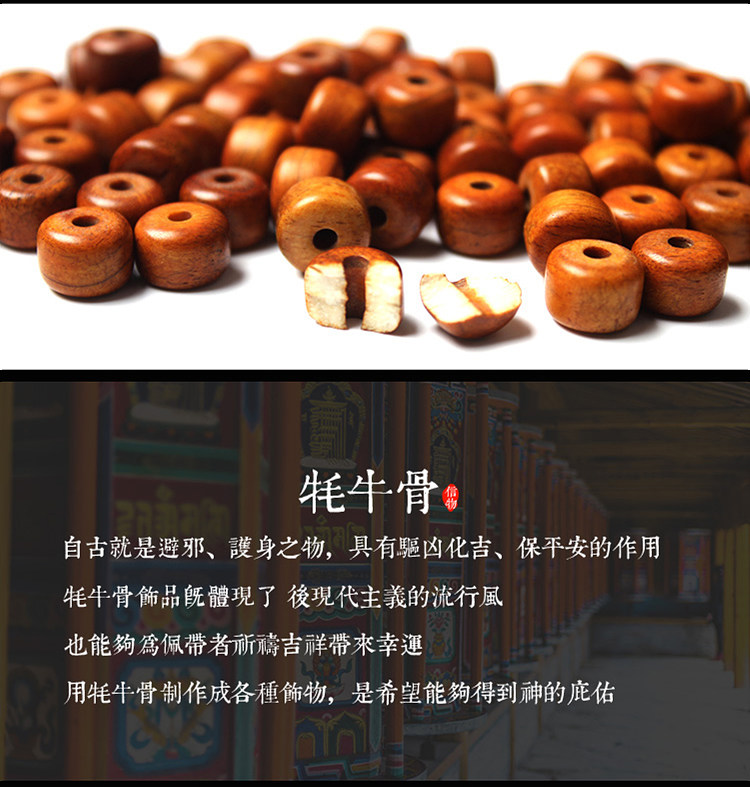 牦牛骨
信物
自古就是避邪、護身之物，具有驅凶化吉、保平安的作用
牦牛骨飾品既體現了 後現代主義的流行風
也能夠為佩帶者祈禱吉祥帶來幸運
用牦牛骨制作成各種飾物，是希望能夠得到神的庇佑